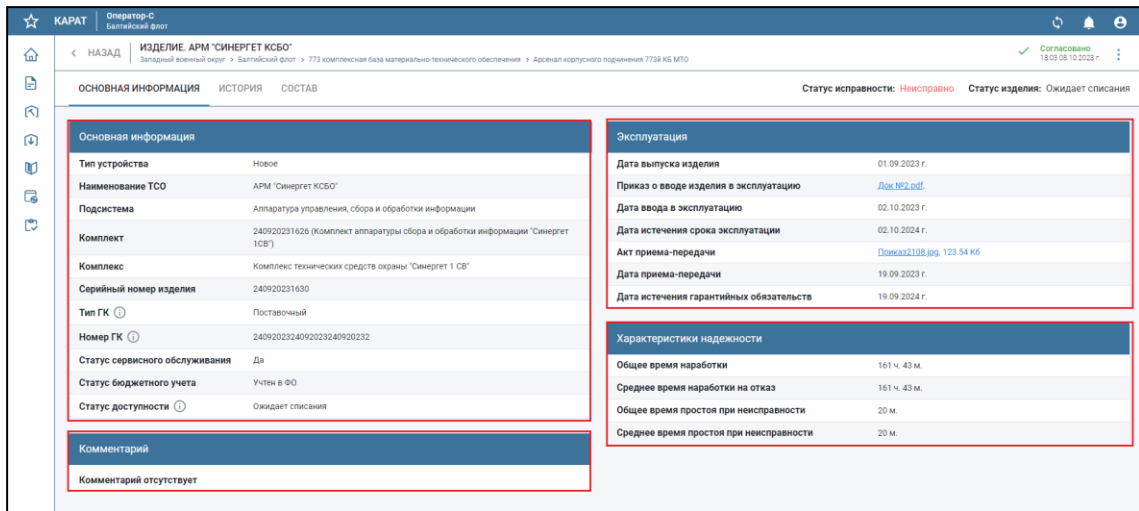 КАРАТ
Оператор-С
Балтийский флот
НАЗАД
ИЗДЕЛИЕ. АРМ "СИНЕРГЕТ КСБО"
Западный военный округ > Балтийский флот > 773 комплексная база материально-технического обеспечения > Арсенал корпусного подчинения 773й КБ МТО
Согласовано
18:03 08.10.2023 г.
ОСНОВНАЯ ИНФОРМАЦИЯ ИСТОРИЯ СОСТАВ
Статус исправности: Неисправно Статус изделия: Ожидает списания
Основная информация
Тип устройства Новое
Наименование ТСО АРМ "Синергет КСБО"
Подсистема Аппаратура управления, сбора и обработки информации
Комплект 240920231626 (Комплект аппаратуры сбора и обработки информации "Синергет
1СВ")
Комплекс Комплекс технических средств охраны "Синергет 1 СВ"
Серийный номер изделия 240920231630
Тип ГК Поставочный
Номер ГК 2409202324092023240920232
Статус сервисного обслуживания Да
Статус бюджетного учета Учтен в ФО
Статус доступности Ожидает списания
Комментарий
Комментарий отсутствует
Эксплуатация
Дата выпуска изделия 01.09.2023 г.
Приказ о вводе изделия в эксплуатацию Док №2.pdf,
Дата ввода в эксплуатацию 02.10.2023 г.
Дата истечения срока эксплуатации 02.10.2024 г.
Акт приема-передачи Приказ2108.jpg, 123.54 Кб
Дата приема-передачи 19.09.2023 г.
Дата истечения гарантийных обязательств 19.09.2024 г.
Характеристики надежности
Общее время наработки 161 ч. 43 м.
Среднее время наработки на отказ 161 ч. 43 м.
Общее время простоя при неисправности 20 м.
Среднее время простоя при неисправности 20 м.